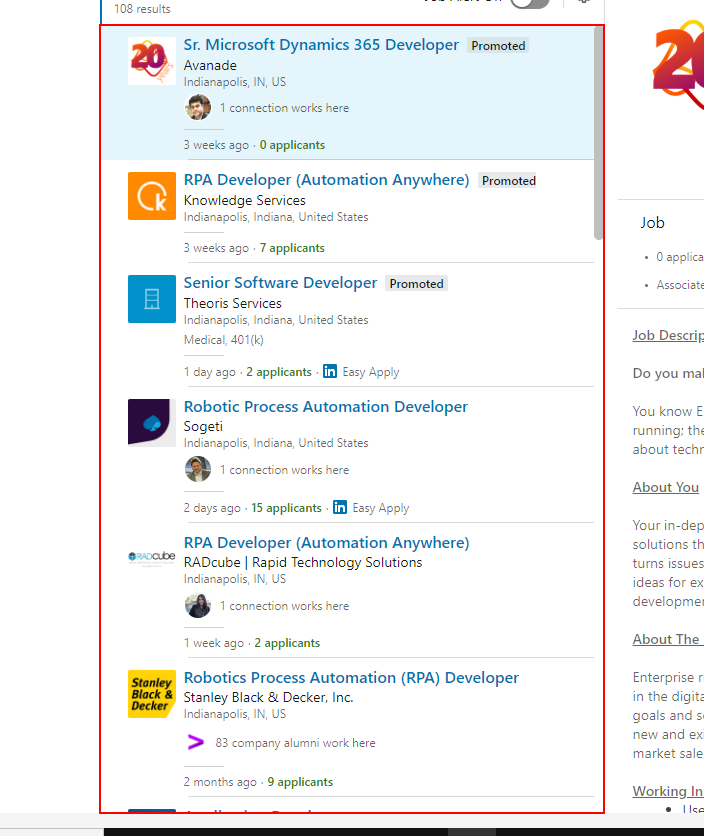 108 results
Sr. Microsoft Dynamics 365 Developer Promoted
Avanade
Indianapolis, IN, US
1 connection works here
3 weeks ago · 0 applicants
RPA Developer (Automation Anywhere) Promoted
Knowledge Services
Indianapolis, Indiana, United States
3 weeks ago · 7 applicants
Senior Software Developer Promoted
Theoris Services
Indianapolis, Indiana, United States
Medical, 401(k)
1 day ago · 2 applicants · in Easy Apply
Robotic Process Automation Developer
Sogeti
Indianapolis, Indiana, United States
1 connection works here
2 days ago · 15 applicants · in Easy Apply
RADcube
RPA Developer (Automation Anywhere)
RADcube | Rapid Technology Solutions
Indianapolis, IN, US
1 connection works here
1 week ago · 2 applicants
Stanley
Black &
Decker
Robotics Process Automation (RPA) Developer
Stanley Black & Decker, Inc.
Indianapolis, IN, US
83 company alumni work here
2 months ago · 9 applicants
20
Job
• 0 applica
• Associate
Job Descrip
Do you mal
You know E
running; the
about techr
About You
Your in-dep
solutions th
turns issues
ideas for ex
developmer
About The
Enterprise r
in the digita
goals and s
new and exi
market sale
Working In
• Use